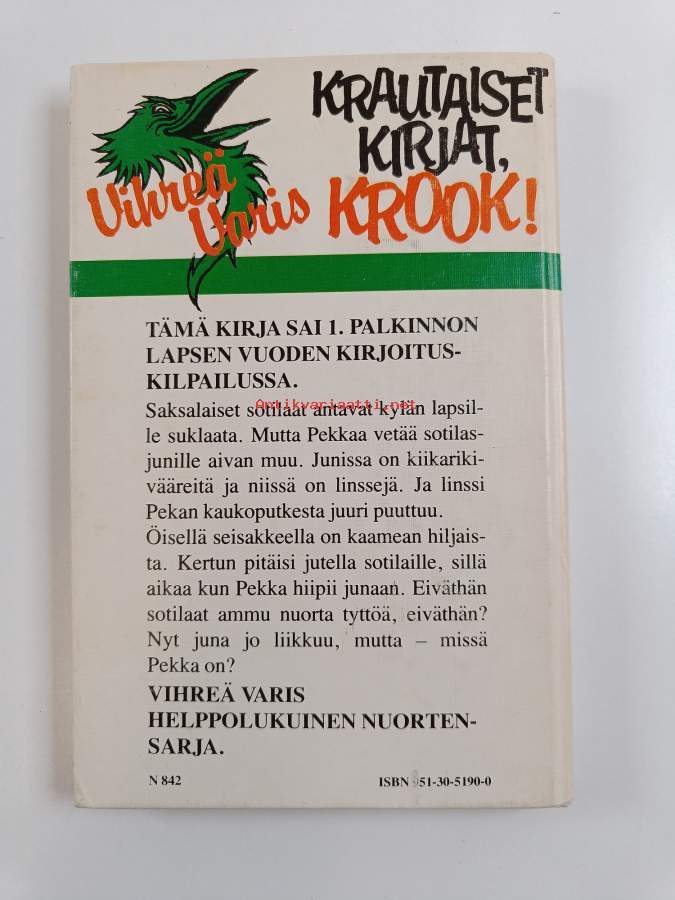 KRAUTAISET
KIRJAT,
Vihreä
Varis
KROOK!
TÄMÄ KIRJA SAI 1. PALKINNON
LAPSEN VUODEN KIRJOITUS-
KILPAILUSSA.
Antikvariaatti.net
Saksalaiset sotilaat antavat kylän lapsil-
le suklaata. Mutta Pekkaa vetää sotilas-
junille aivan muu. Junissa on kiikariki-
vääreitä ja niissä on linssejä. Ja linssi
Pekan kaukoputkesta juuri puuttuu.
Öisellä seisakkeella on kaamean hiljais-
ta. Kertun pitäisi jutella sotilaille, sillä
aikaa kun Pekka hiipii junaan. Eiväthän
sotilaat ammu nuorta tyttöä, eiväthän?
Nyt juna jo liikkuu, mutta – missä
Pekka on?
VIHREÄ VARIS
HELPPOLUKUINEN NUORTEN-
SARJA.
N 842
ISBN 951-30-5190-0